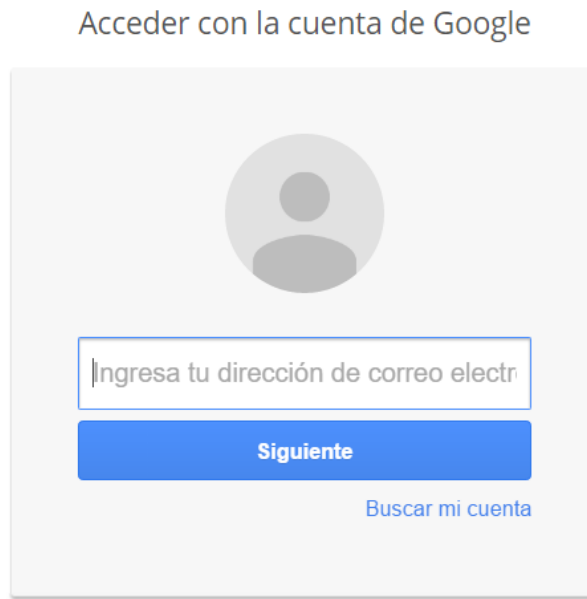 Acceder con la cuenta de Google
Ingresa tu dirección de correo electr
Siguiente
Buscar mi cuenta